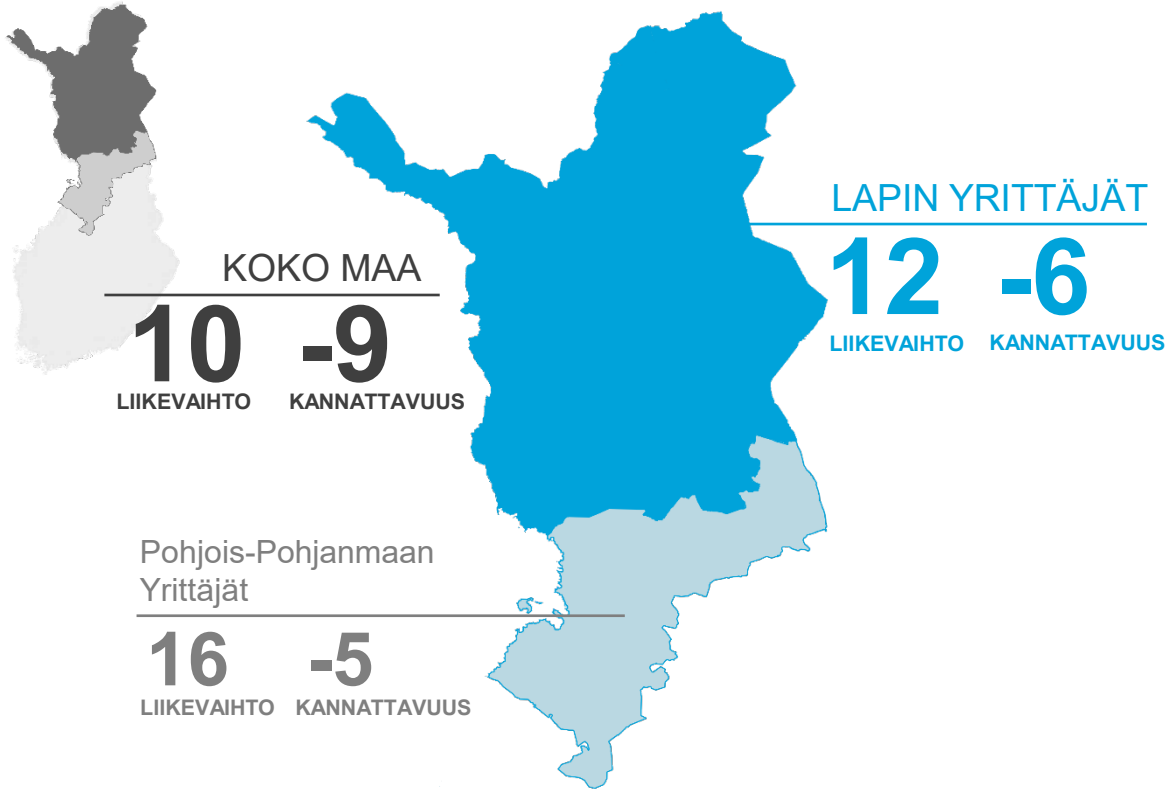 LAPIN YRITTÄJÄT
12 -6
LIIKEVAIHTO KANNATTAVUUS
KOKO MAA
10 -9
LIIKEVAIHTO KANNATTAVUUS
Pohjois-Pohjanmaan
Yrittäjät
16 -5
LIIKEVAIHTO KANNATTAVUUS